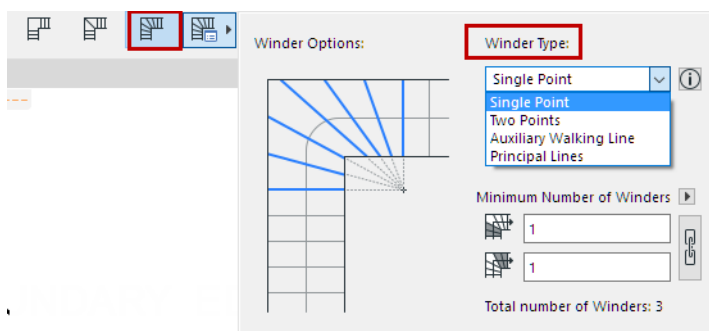 Winder Options:
Winder Type:
Single Point
Single Point
Two Points
Auxiliary Walking Line
Principal Lines
Minimum Number of Winders
1
1
Total number of Winders: 3